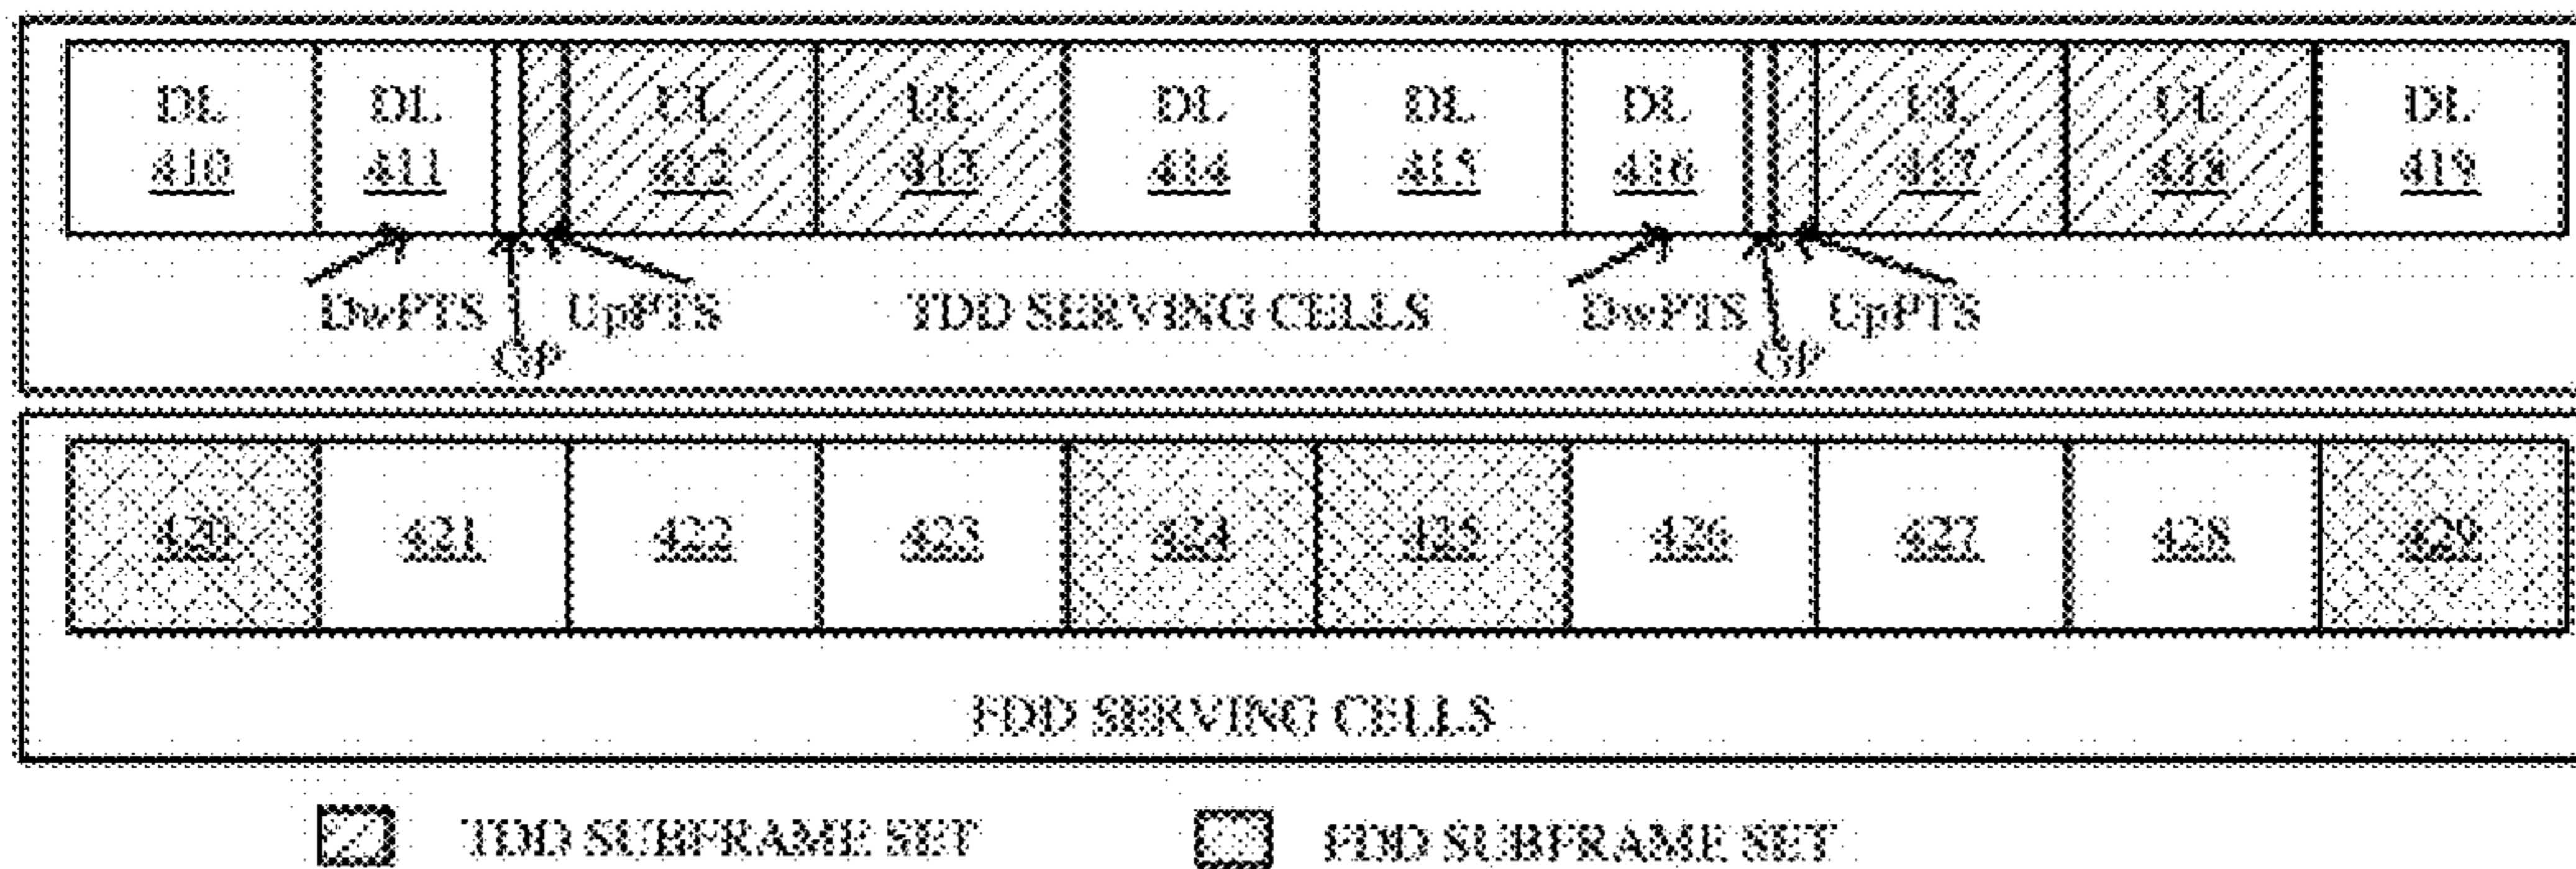 DL DL UL UL DL DL DL UL UL DL
410 411 412 413 414 415 416 417 418 419
DwPTS UpPTS TDD SERVING CELLS DwPTS UpPTS
GP GP
420 421 422 423 424 425 426 427 428 429
FDD SERVING CELLS
TDD SUBFRAME SET FDD SUBFRAME SET